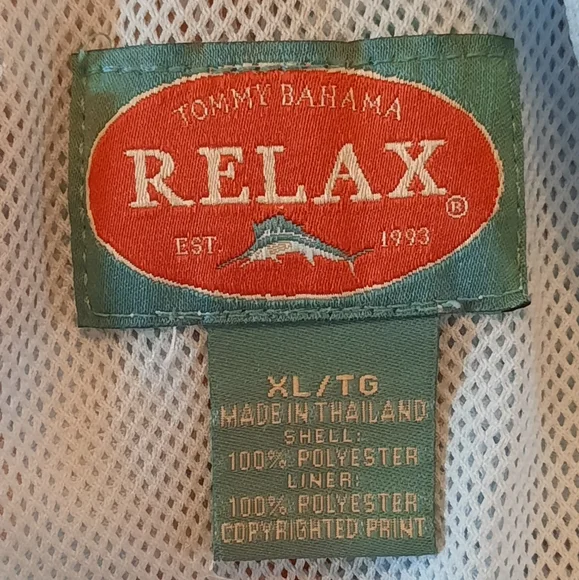 TOMMY BAHAMA
RELAX®
EST. 1993
XL/TG
MADE IN THAILAND
SHELL:
100% POLYESTER
LINER:
100% POLYESTER
COPYRIGHTED PRINT